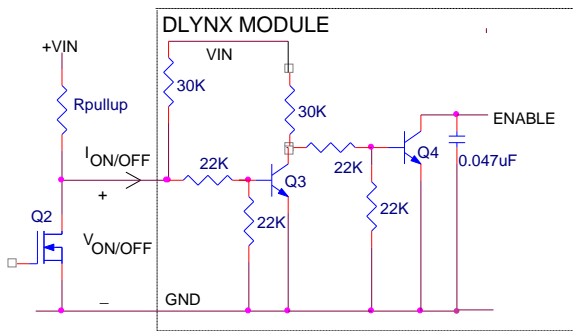 DLYNX MODULE
+VIN
VIN
Rpullup
30K
30K
ENABLE
I ON/OFF
22K
Q3
22K
Q4
0.047uF
+
22K
22K
Q2
V ON/OFF
_
GND